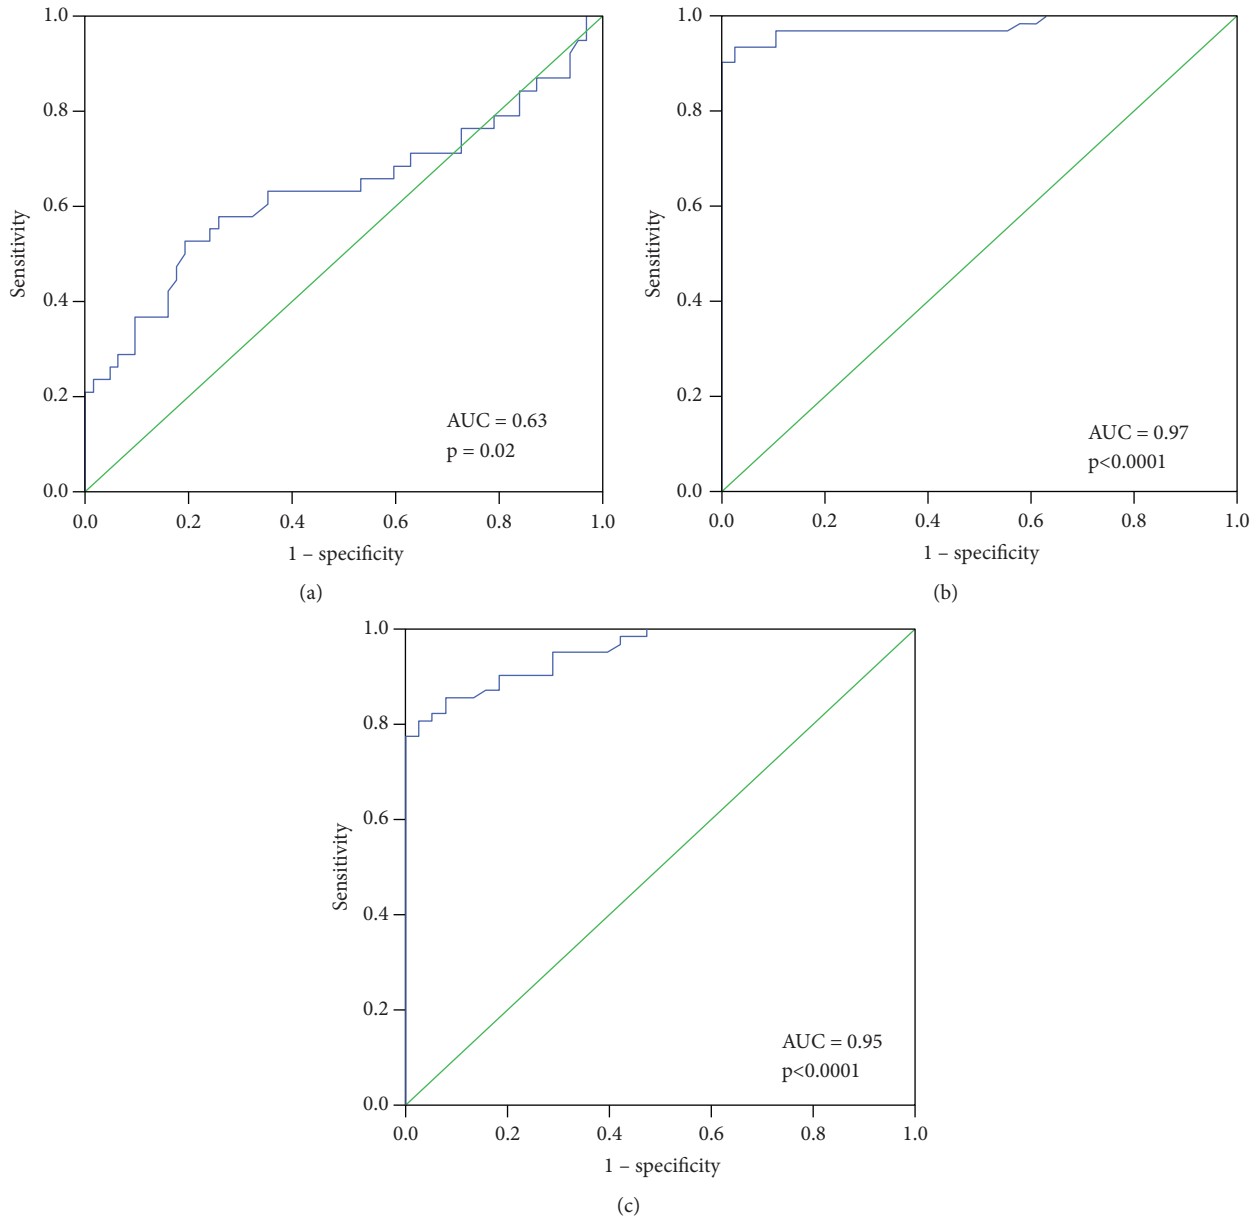 1.0
0.8
0.6
0.4
0.2
0.0
Sensitivity
AUC = 0.63
p = 0.02
0.0 0.2 0.4 0.6 0.8 1.0
1 – specificity
(a)
1.0
0.8
0.6
0.4
0.2
0.0
Sensitivity
AUC = 0.97
p<0.0001
0.0 0.2 0.4 0.6 0.8 1.0
1 – specificity
(b)
1.0
0.8
0.6
0.4
0.2
0.0
Sensitivity
AUC = 0.95
p<0.0001
0.0 0.2 0.4 0.6 0.8 1.0
1 – specificity
(c)